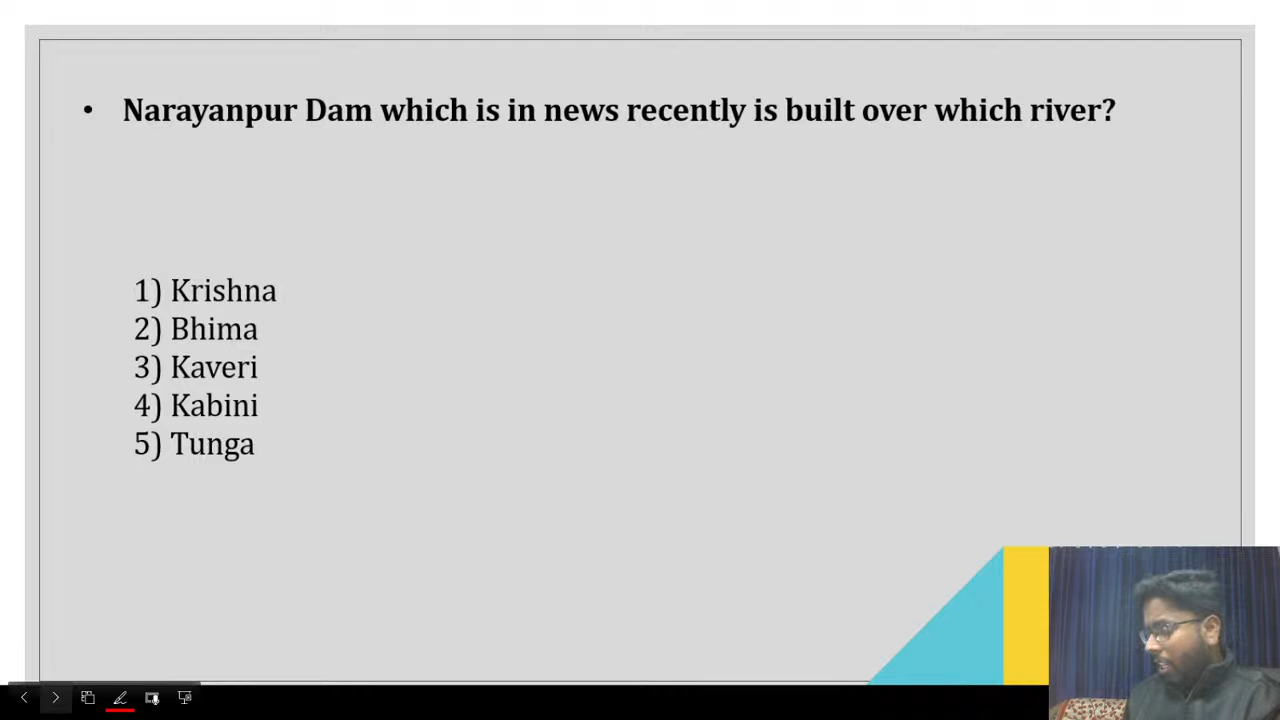 • Narayanpur Dam which is in news recently is built over which river?
1) Krishna
2) Bhima
3) Kaveri
4) Kabini
5) Tunga